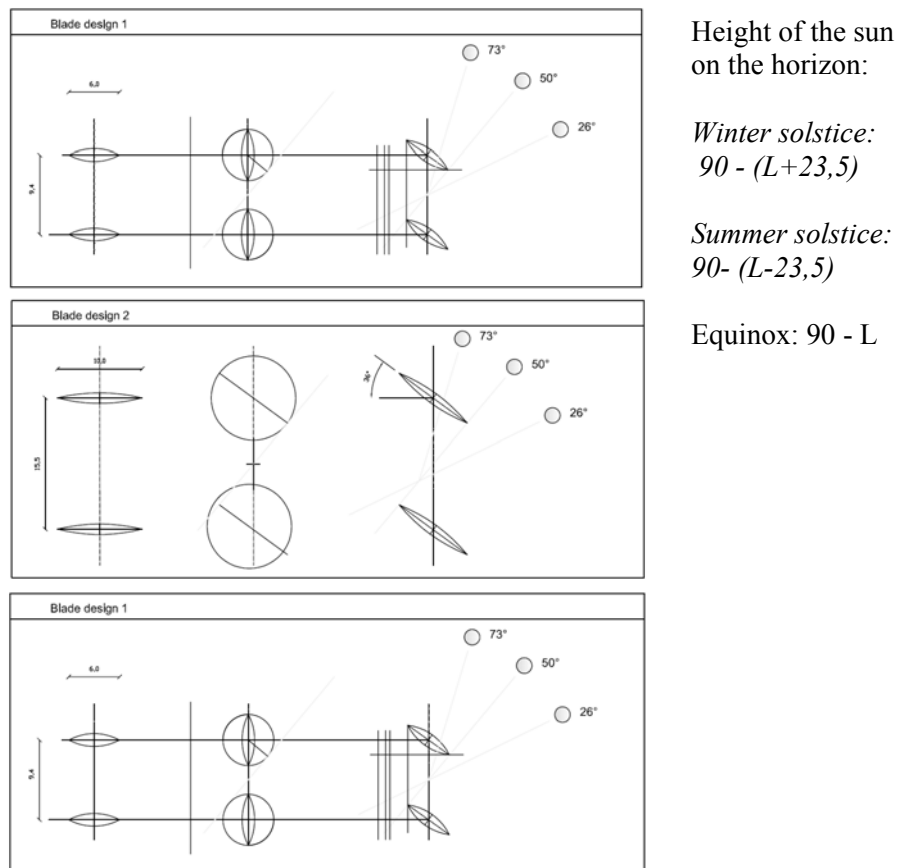 Blade design 1
73°
50°
26°
6,0
9,4
Blade design 2
73°
50°
26°
10,0
36°
15,5
Blade design 1
73°
50°
26°
6,0
9,4
Height of the sun
on the horizon:
Winter solstice:
90 - (L+23,5)
Summer solstice:
90- (L-23,5)
Equinox: 90 - L